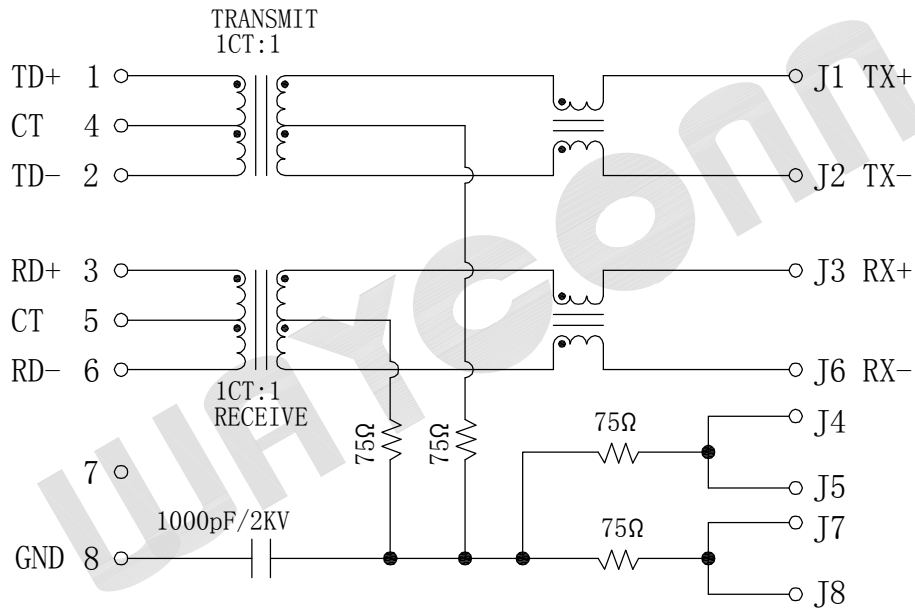 TRANSMIT
1CT:1
TD+ 1
J1 TX+
CT 4
TD- 2
J2 TX-
RD+ 3
J3 RX+
CT 5
RD- 6
J6 RX-
1CT:1
RECEIVE
75Ω
75Ω
75Ω
J4
7
J5
1000pF/2KV
75Ω
J7
GND 8
J8
WAYCONN